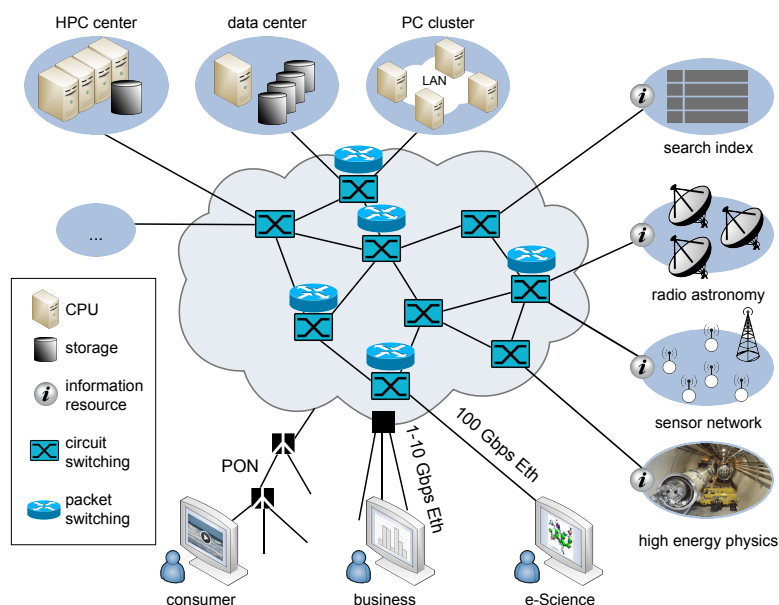 HPC center
data center
PC cluster
LAN
i
search index
...
i
radio astronomy
CPU
storage
i
information
resource
circuit
switching
packet
switching
i
sensor network
PON
1-10 Gbps Eth
100 Gbps Eth
i
high energy physics
consumer
business
e-Science